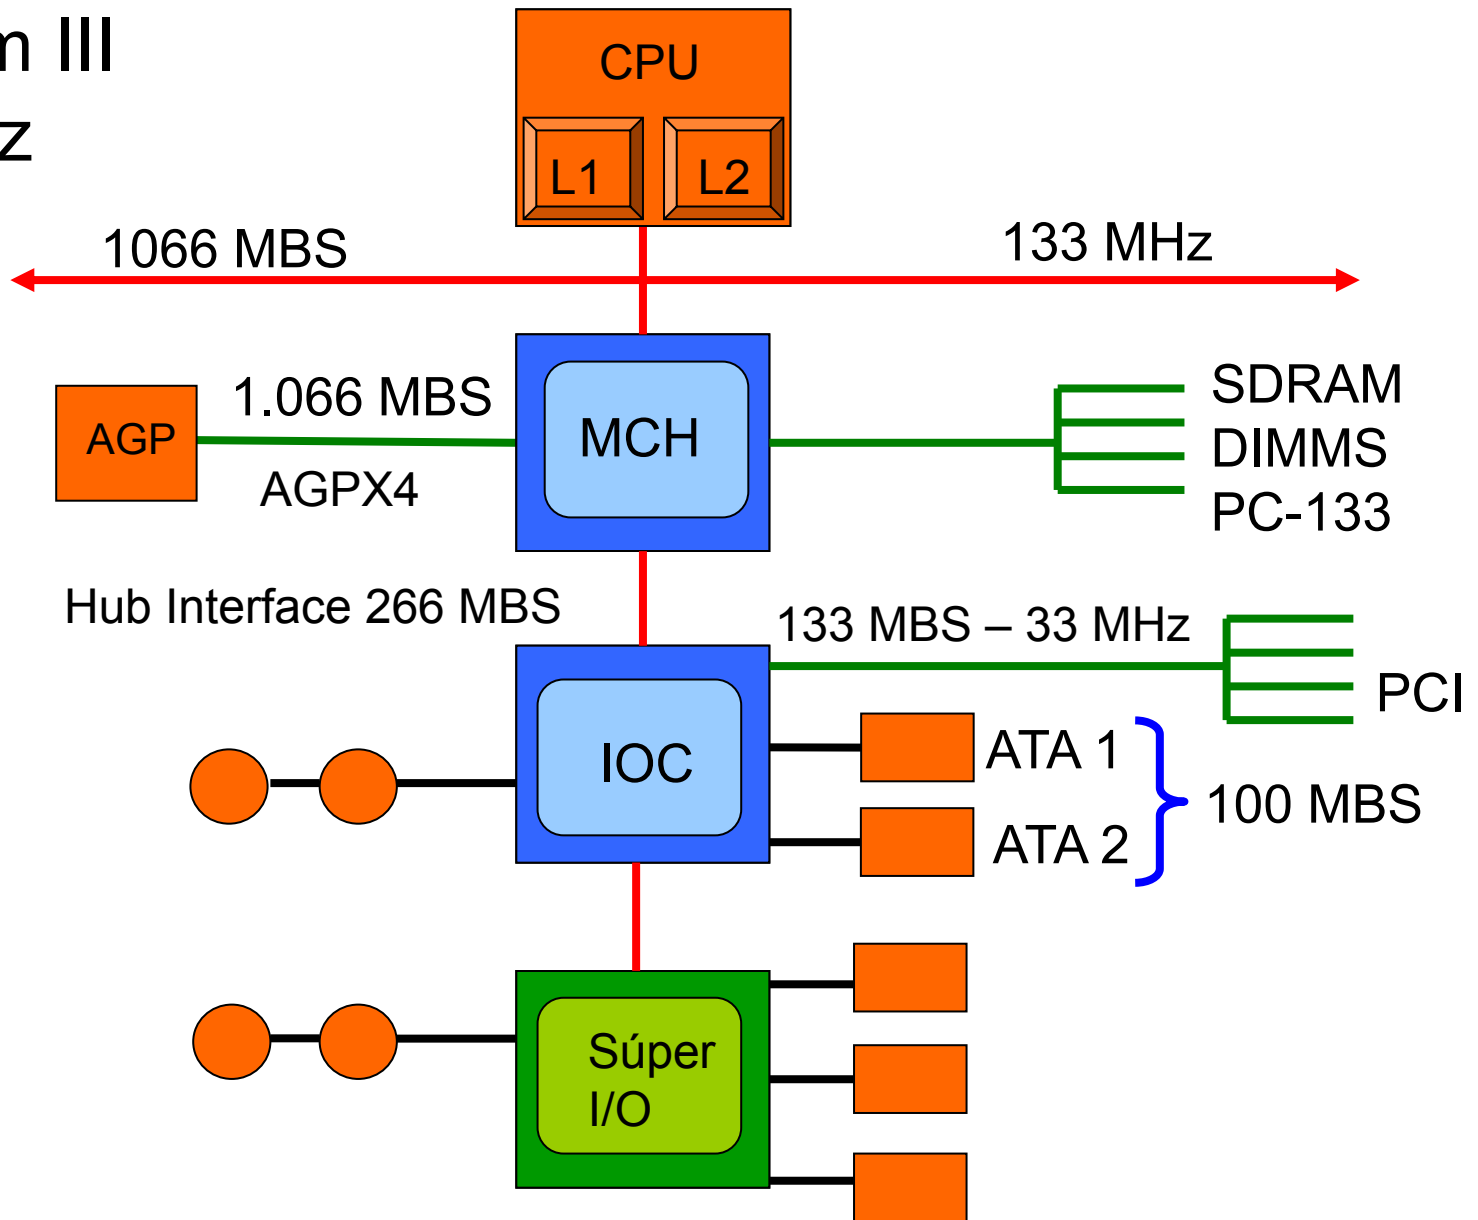 m III
z
CPU
L1
L2
1066 MBS
133 MHz
AGP
1.066 MBS
AGPX4
MCH
SDRAM
DIMMS
PC-133
Hub Interface 266 MBS
133 MBS – 33 MHz
PCI
IOC
ATA 1
ATA 2
100 MBS
Súper
I/O